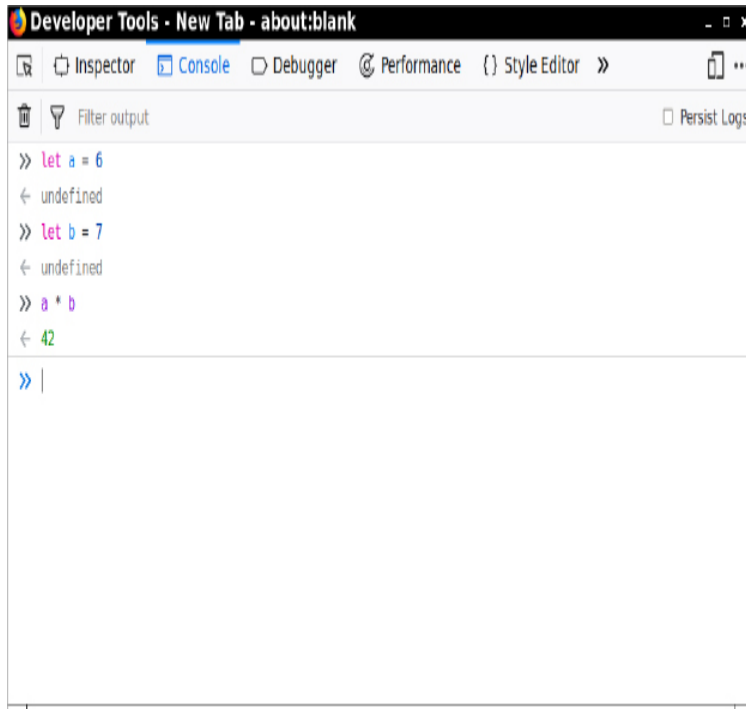 Developer Tools - New Tab - about:blank
Inspector Console Debugger Performance {} Style Editor »
Filter output Persist Logs
» let a = 6
← undefined
» let b = 7
← undefined
» a * b
← 42
»